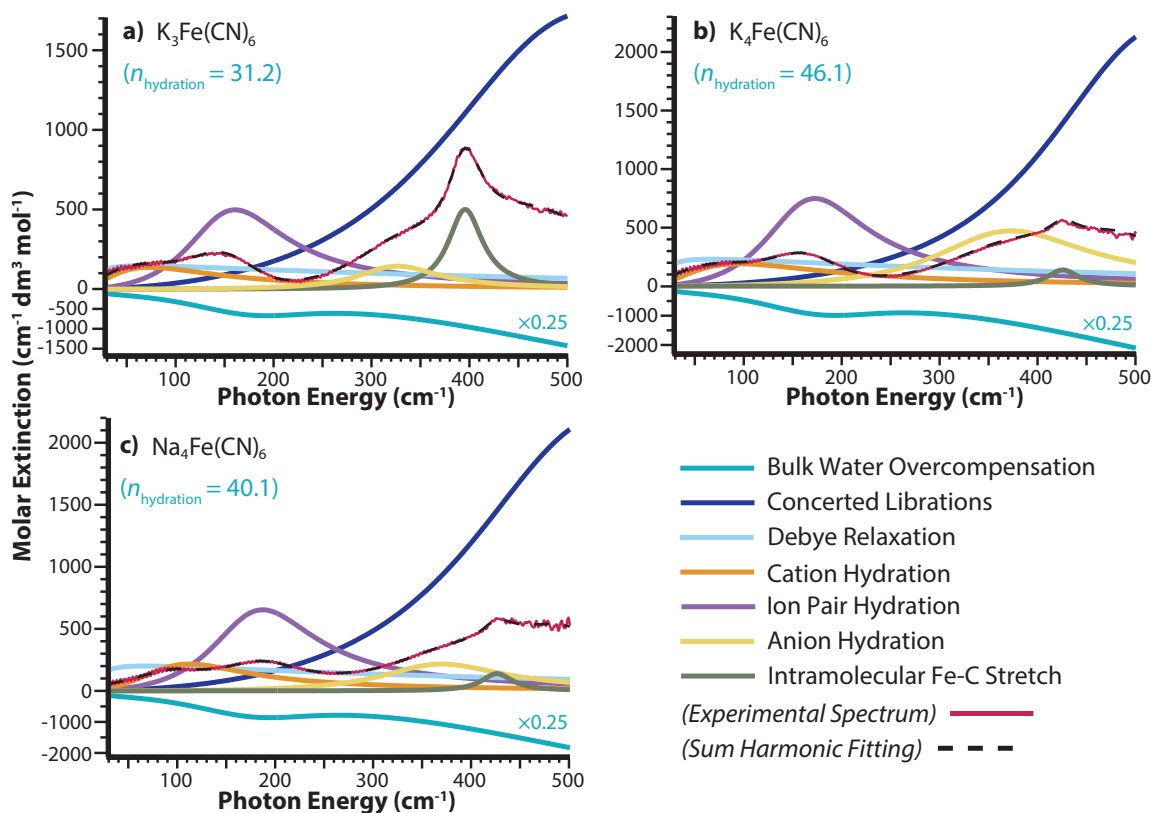 a) K₃Fe(CN)₆
(n_hydration = 31.2)
1500
1000
500
0
-500
-1000
-1500
×0.25
100 200 300 400 500
Photon Energy (cm⁻¹)
b) K₄Fe(CN)₆
(n_hydration = 46.1)
2000
1500
1000
500
0
-1000
-2000
×0.25
100 200 300 400 500
Photon Energy (cm⁻¹)
Molar Extinction (cm⁻¹ dm³ mol⁻¹)
c) Na₄Fe(CN)₆
(n_hydration = 40.1)
2000
1500
1000
500
0
-1000
-2000
×0.25
100 200 300 400 500
Photon Energy (cm⁻¹)
Bulk Water Overcompensation
Concerted Librations
Debye Relaxation
Cation Hydration
Ion Pair Hydration
Anion Hydration
Intramolecular Fe-C Stretch
(Experimental Spectrum)
(Sum Harmonic Fitting)